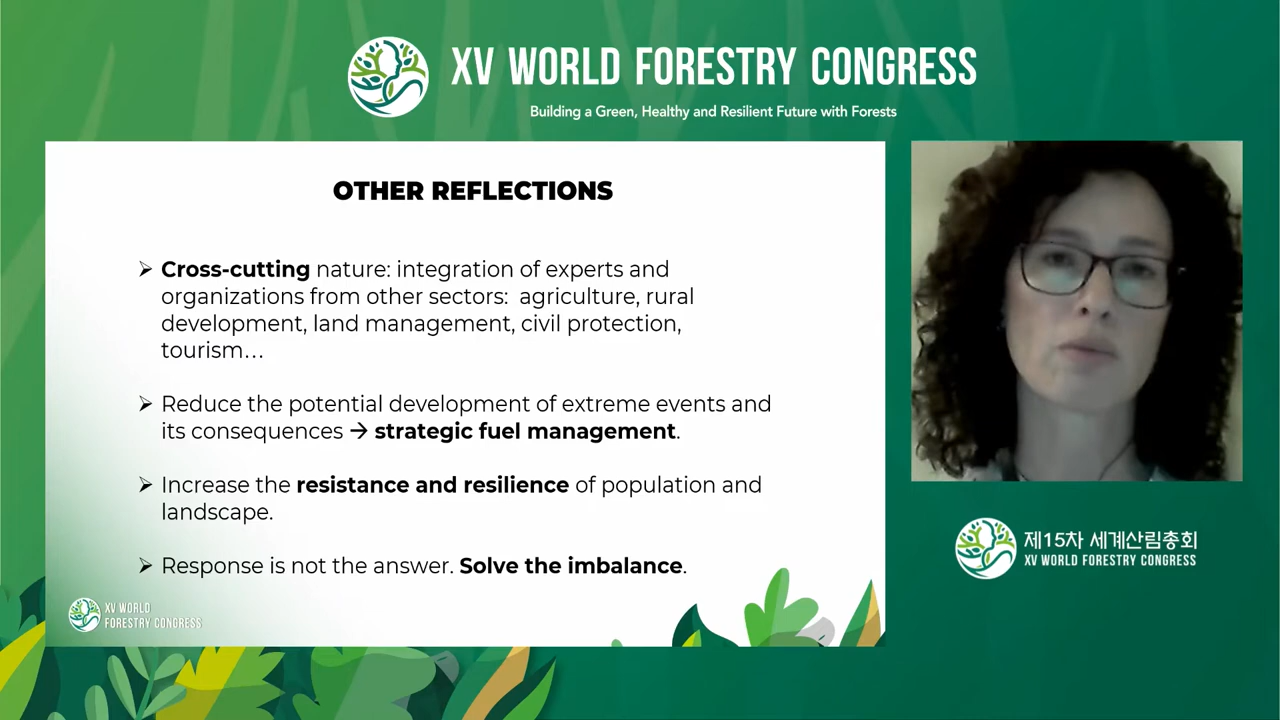 XV WORLD FORESTRY CONGRESS
Building a Green, Healthy and Resilient Future with Forests
OTHER REFLECTIONS
➢ Cross-cutting nature: integration of experts and
organizations from other sectors: agriculture, rural
development, land management, civil protection,
tourism…
➢ Reduce the potential development of extreme events and
its consequences → strategic fuel management.
➢ Increase the resistance and resilience of population and
landscape.
➢ Response is not the answer. Solve the imbalance.
XV WORLD
FORESTRY CONGRESS
제15차 세계산림총회
XV WORLD FORESTRY CONGRESS